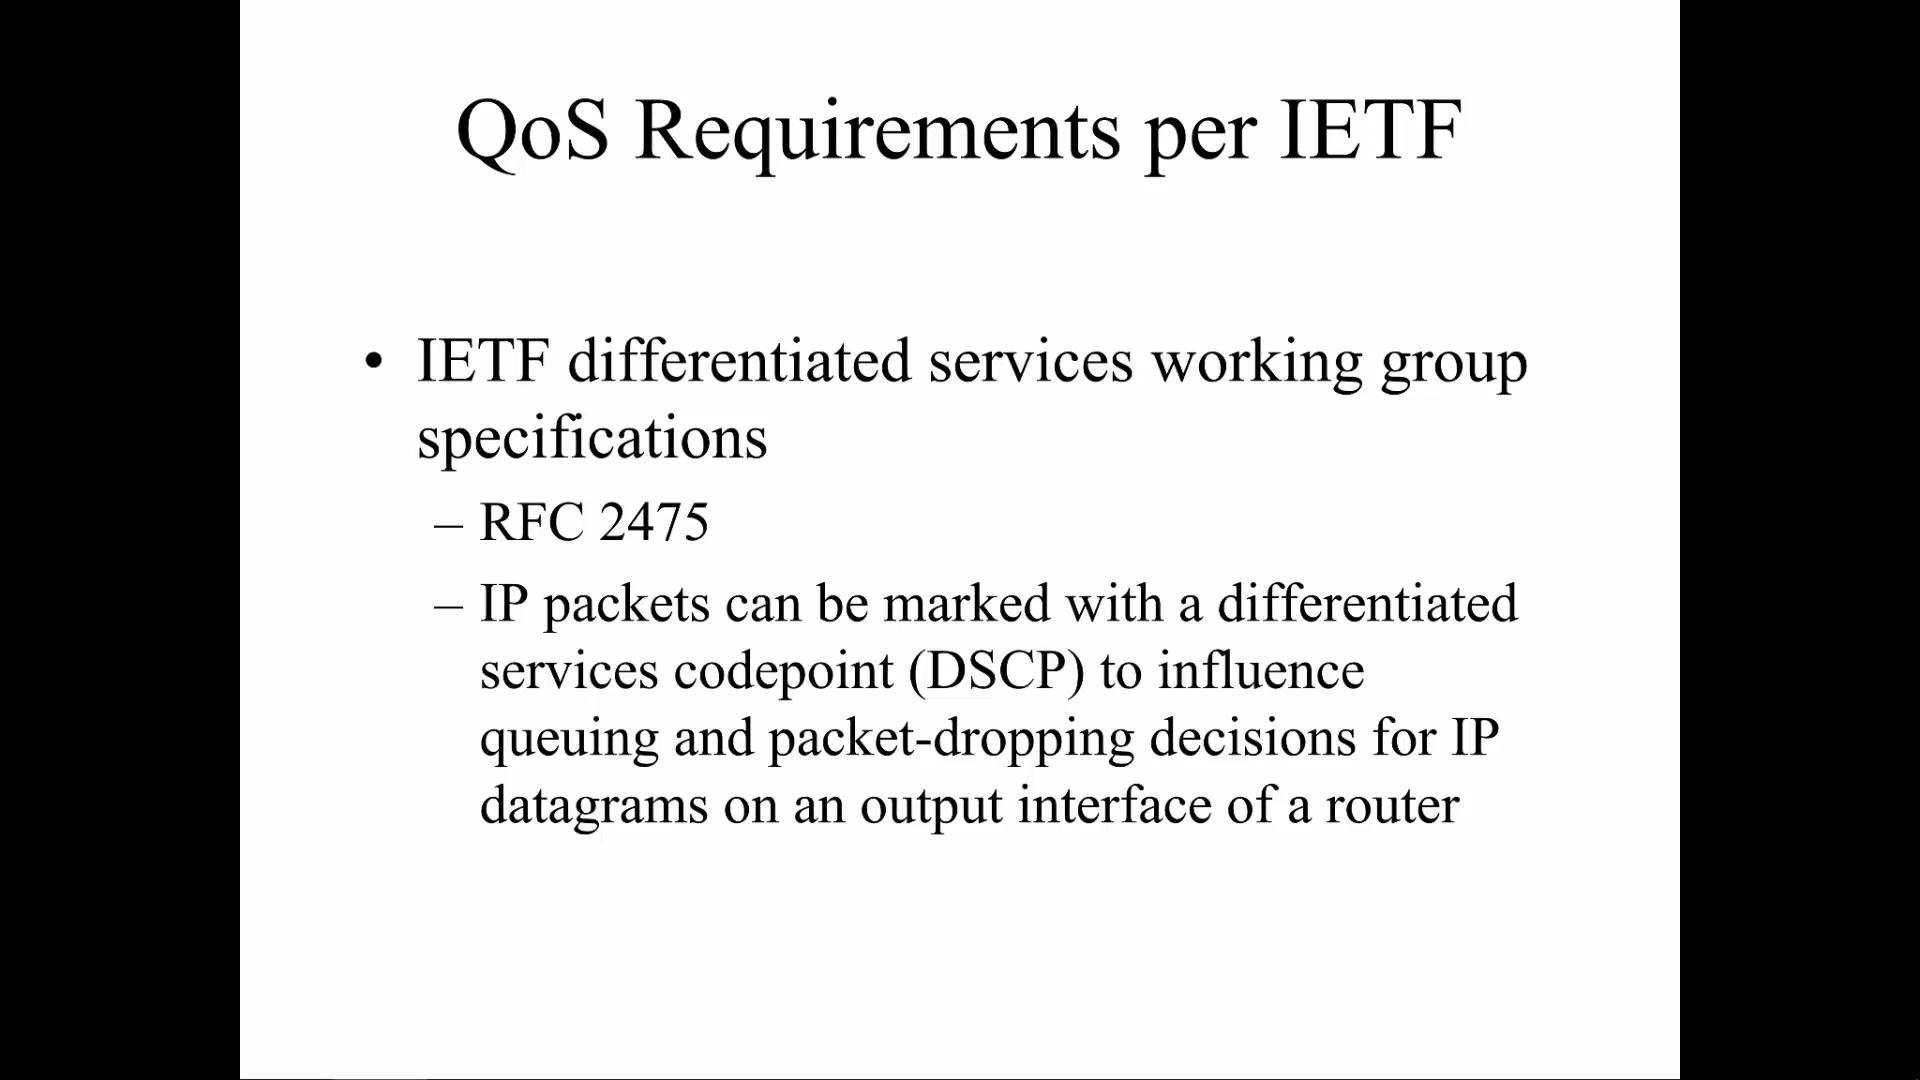 QoS Requirements per IETF
• IETF differentiated services working group
specifications
– RFC 2475
– IP packets can be marked with a differentiated
services codepoint (DSCP) to influence
queuing and packet-dropping decisions for IP
datagrams on an output interface of a router